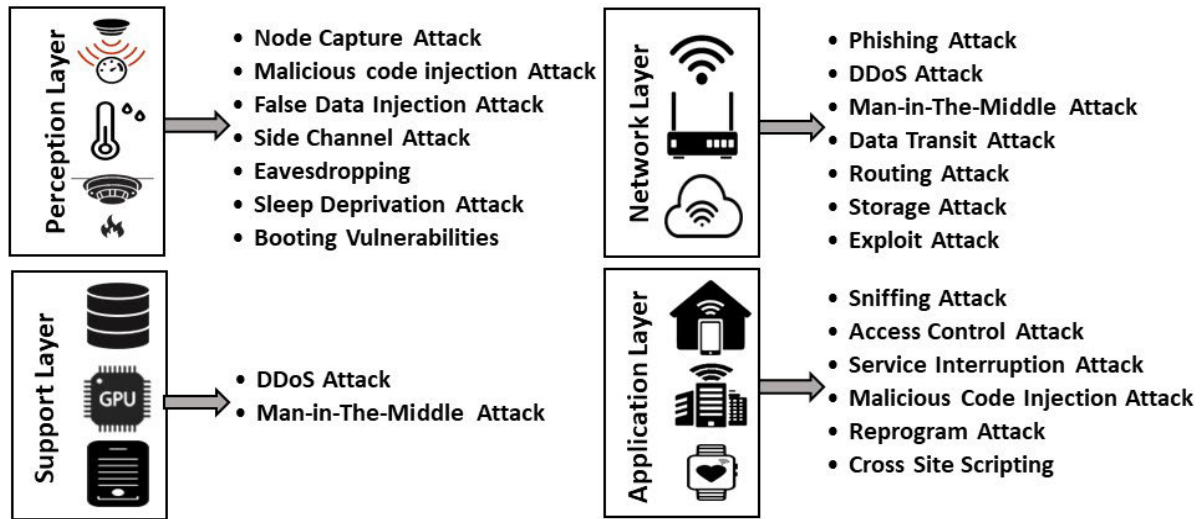 Perception Layer
• Node Capture Attack
• Malicious code injection Attack
• False Data Injection Attack
• Side Channel Attack
• Eavesdropping
• Sleep Deprivation Attack
• Booting Vulnerabilities
Network Layer
• Phishing Attack
• DDoS Attack
• Man-in-The-Middle Attack
• Data Transit Attack
• Routing Attack
• Storage Attack
• Exploit Attack
Support Layer
GPU
• DDoS Attack
• Man-in-The-Middle Attack
Application Layer
• Sniffing Attack
• Access Control Attack
• Service Interruption Attack
• Malicious Code Injection Attack
• Reprogram Attack
• Cross Site Scripting